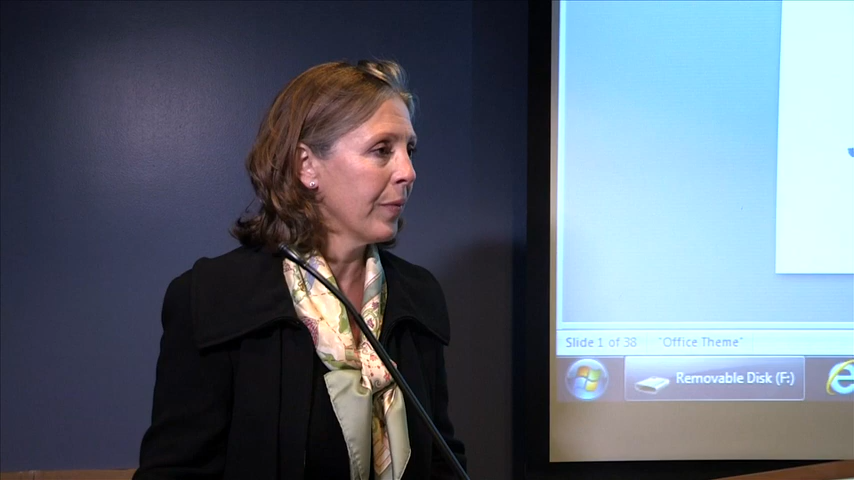 Slide 1 of 38 "Office Theme"
Removable Disk (F:)